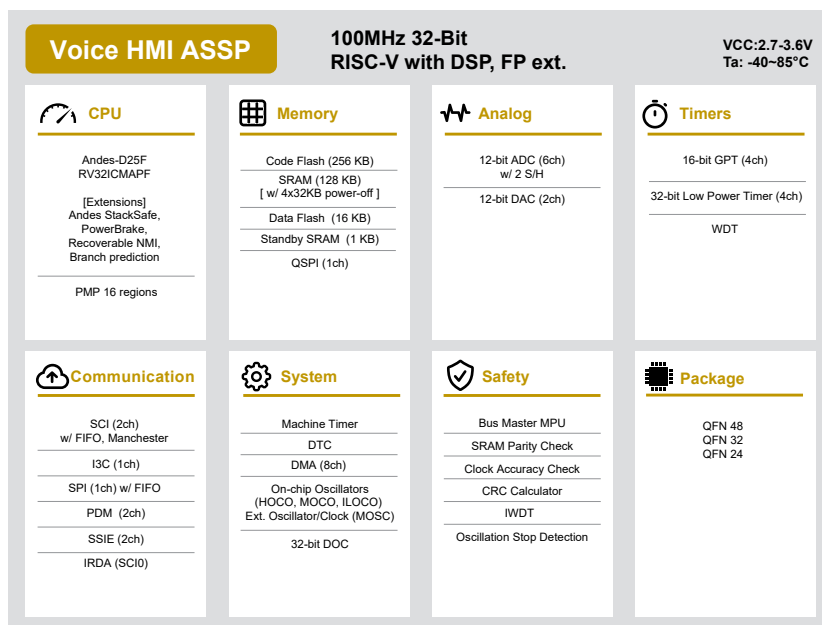 Voice HMI ASSP
100MHz 32-Bit
RISC-V with DSP, FP ext.
VCC:2.7-3.6V
Ta: -40~85°C
CPU
Andes-D25F
RV32ICMAPF
[Extensions]
Andes StackSafe,
PowerBrake,
Recoverable NMI,
Branch prediction
PMP 16 regions
Memory
Code Flash (256 KB)
SRAM (128 KB)
[ w/ 4x32KB power-off ]
Data Flash (16 KB)
Standby SRAM (1 KB)
QSPI (1ch)
Analog
12-bit ADC (6ch)
w/ 2 S/H
12-bit DAC (2ch)
Timers
16-bit GPT (4ch)
32-bit Low Power Timer (4ch)
WDT
Communication
SCI (2ch)
w/ FIFO, Manchester
I3C (1ch)
SPI (1ch) w/ FIFO
PDM (2ch)
SSIE (2ch)
IRDA (SCI0)
System
Machine Timer
DTC
DMA (8ch)
On-chip Oscillators
(HOCO, MOCO, ILOCO)
Ext. Oscillator/Clock (MOSC)
32-bit DOC
Safety
Bus Master MPU
SRAM Parity Check
Clock Accuracy Check
CRC Calculator
IWDT
Oscillation Stop Detection
Package
QFN 48
QFN 32
QFN 24